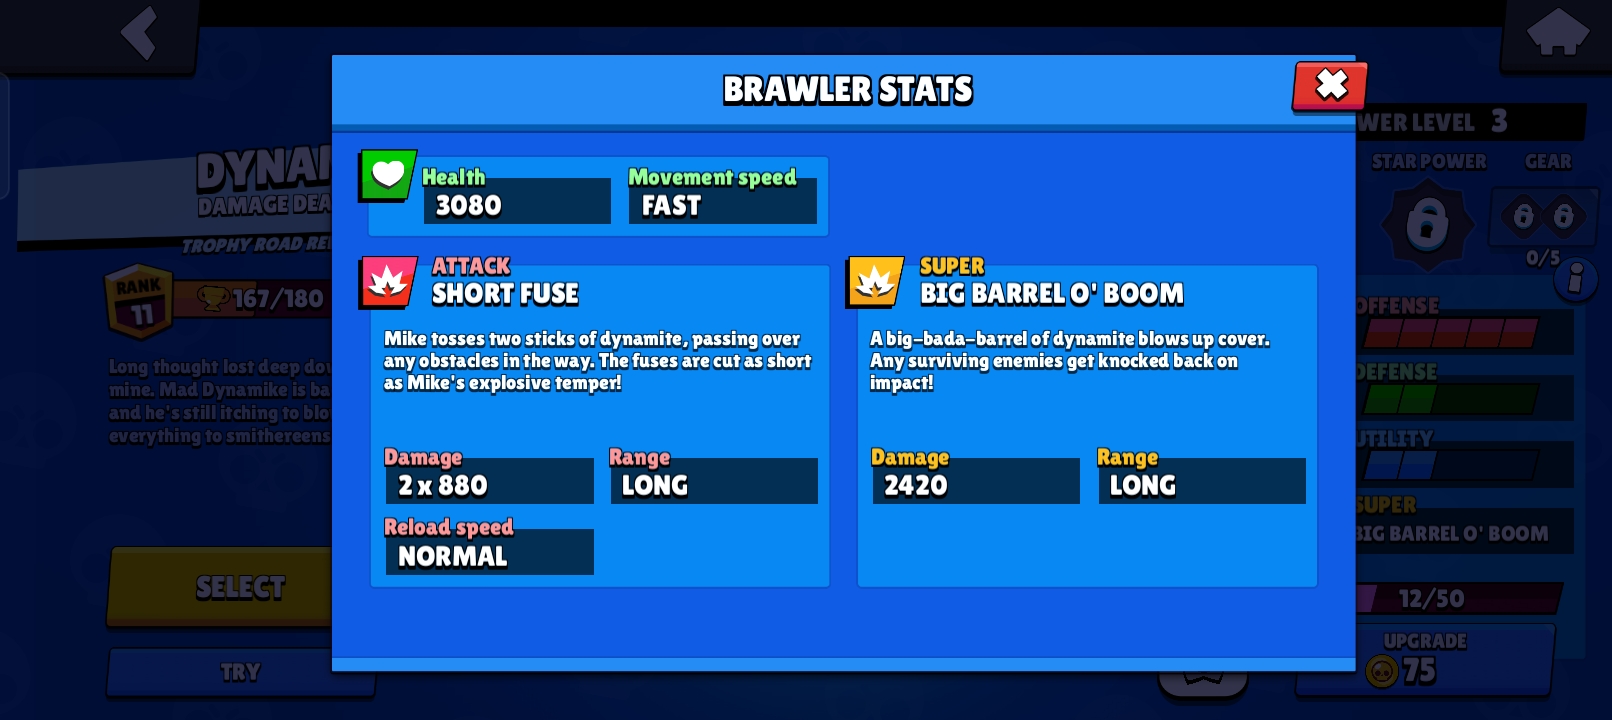 BRAWLER STATS
Health
3080
Movement speed
FAST
ATTACK
SHORT FUSE
Mike tosses two sticks of dynamite, passing over
any obstacles in the way. The fuses are cut as short
as Mike's explosive temper!
Damage
2 x 880
Range
LONG
Reload speed
NORMAL
SUPER
BIG BARREL O' BOOM
A big-bada-barrel of dynamite blows up cover.
Any surviving enemies get knocked back on
impact!
Damage
2420
Range
LONG
DYNA
DAMAGE DEA
TROPHY ROAD RE
RANK
11
167/180
Long thought lost deep do
mine. Mad Dynamike is ba
and he's still itching to blo
everything to smithereens
SELECT
TRY
WER LEVEL 3
STAR POWER
GEAR
0/5
OFFENSE
DEFENSE
UTILITY
SUPER
BIG BARREL O' BOOM
12/50
UPGRADE
75